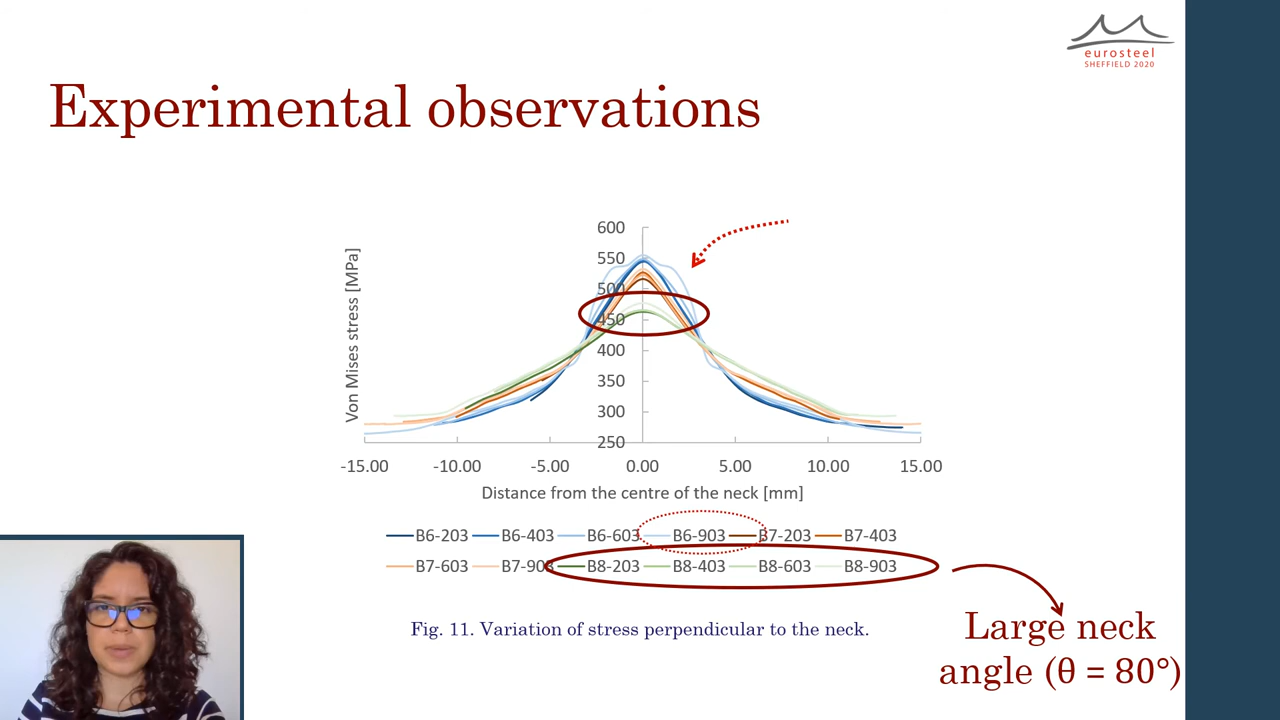 eurosteel
SHEFFIELD 2020
Experimental observations
Von Mises stress [MPa]
600
550
500
450
400
350
300
250
-15.00 -10.00 -5.00 0.00 5.00 10.00 15.00
Distance from the centre of the neck [mm]
B6-203 B6-403 B6-603 B6-903 B7-203 B7-403
B7-603 B7-903 B8-203 B8-403 B8-603 B8-903
Fig. 11. Variation of stress perpendicular to the neck.
Large neck
angle (θ = 80°)